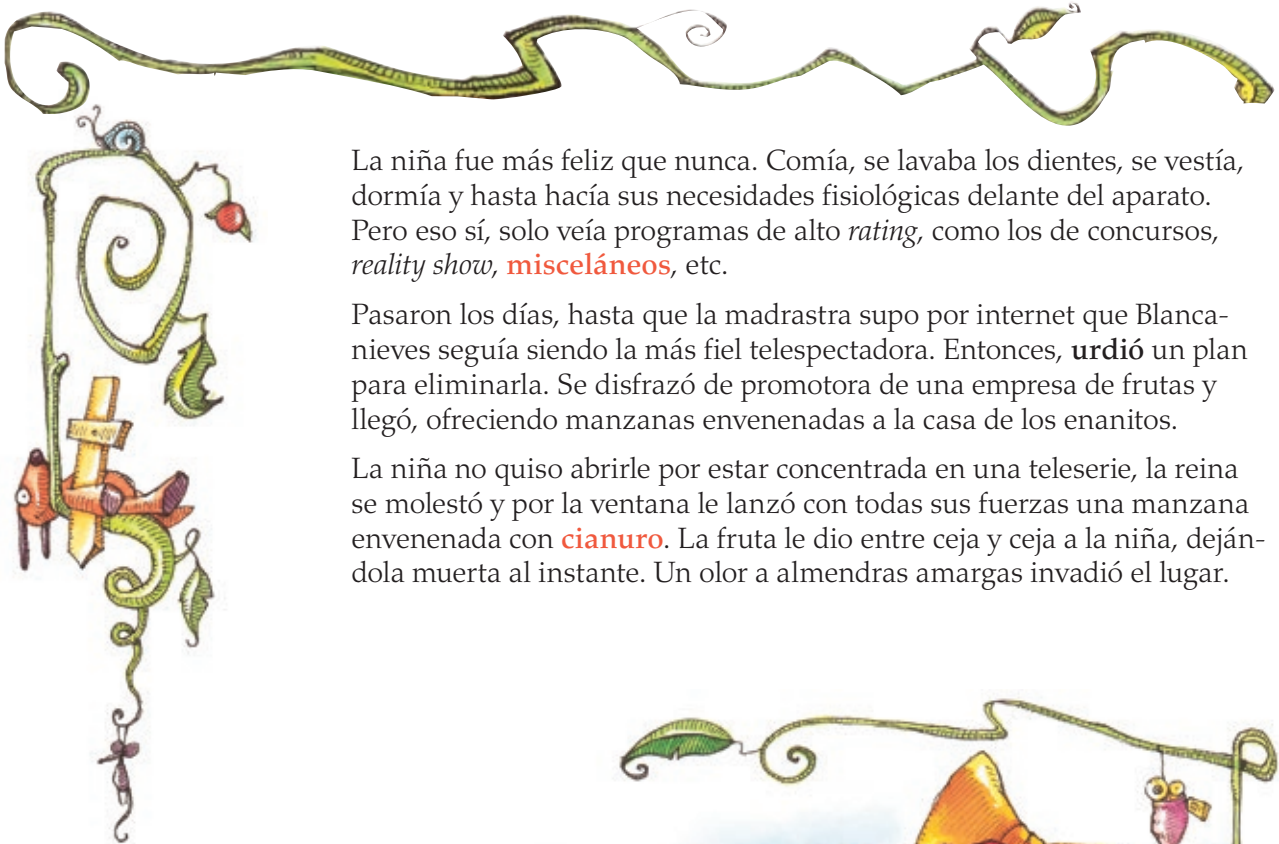 La niña fue más feliz que nunca. Comía, se lavaba los dientes, se vestía,
dormía y hasta hacía sus necesidades fisiológicas delante del aparato.
Pero eso sí, solo veía programas de alto rating, como los de concursos,
reality show, misceláneos, etc.
Pasaron los días, hasta que la madrastra supo por internet que Blanca-
nieves seguía siendo la más fiel telespectadora. Entonces, urdió un plan
para eliminarla. Se disfrazó de promotora de una empresa de frutas y
llegó, ofreciendo manzanas envenenadas a la casa de los enanitos.
La niña no quiso abrirle por estar concentrada en una teleserie, la reina
se molestó y por la ventana le lanzó con todas sus fuerzas una manzana
envenenada con cianuro. La fruta le dio entre ceja y ceja a la niña, deján-
dola muerta al instante. Un olor a almendras amargas invadió el lugar.